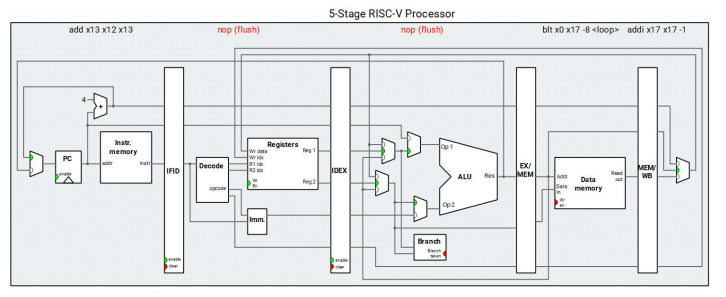 5-Stage RISC-V Processor
add x13 x12 x13 nop (flush) nop (flush) blt x0 x17 -8 <loop> addi x17 x17 -1
4
+
PC
enable
Instr.
memory
addr
instr
IFID
enable
clear
Decode
opcode
Registers
Wr data
Wr idx
R1 idx
R2 idx
Wr
En
Reg 1
Reg 2
Imm.
IDEX
enable
clear
Op 1
ALU
Res
Op 2
Branch
Branch
taken
EX/
MEM
Data
memory
Addr.
Data
in
Wr
en
Read
out
MEM/
WB